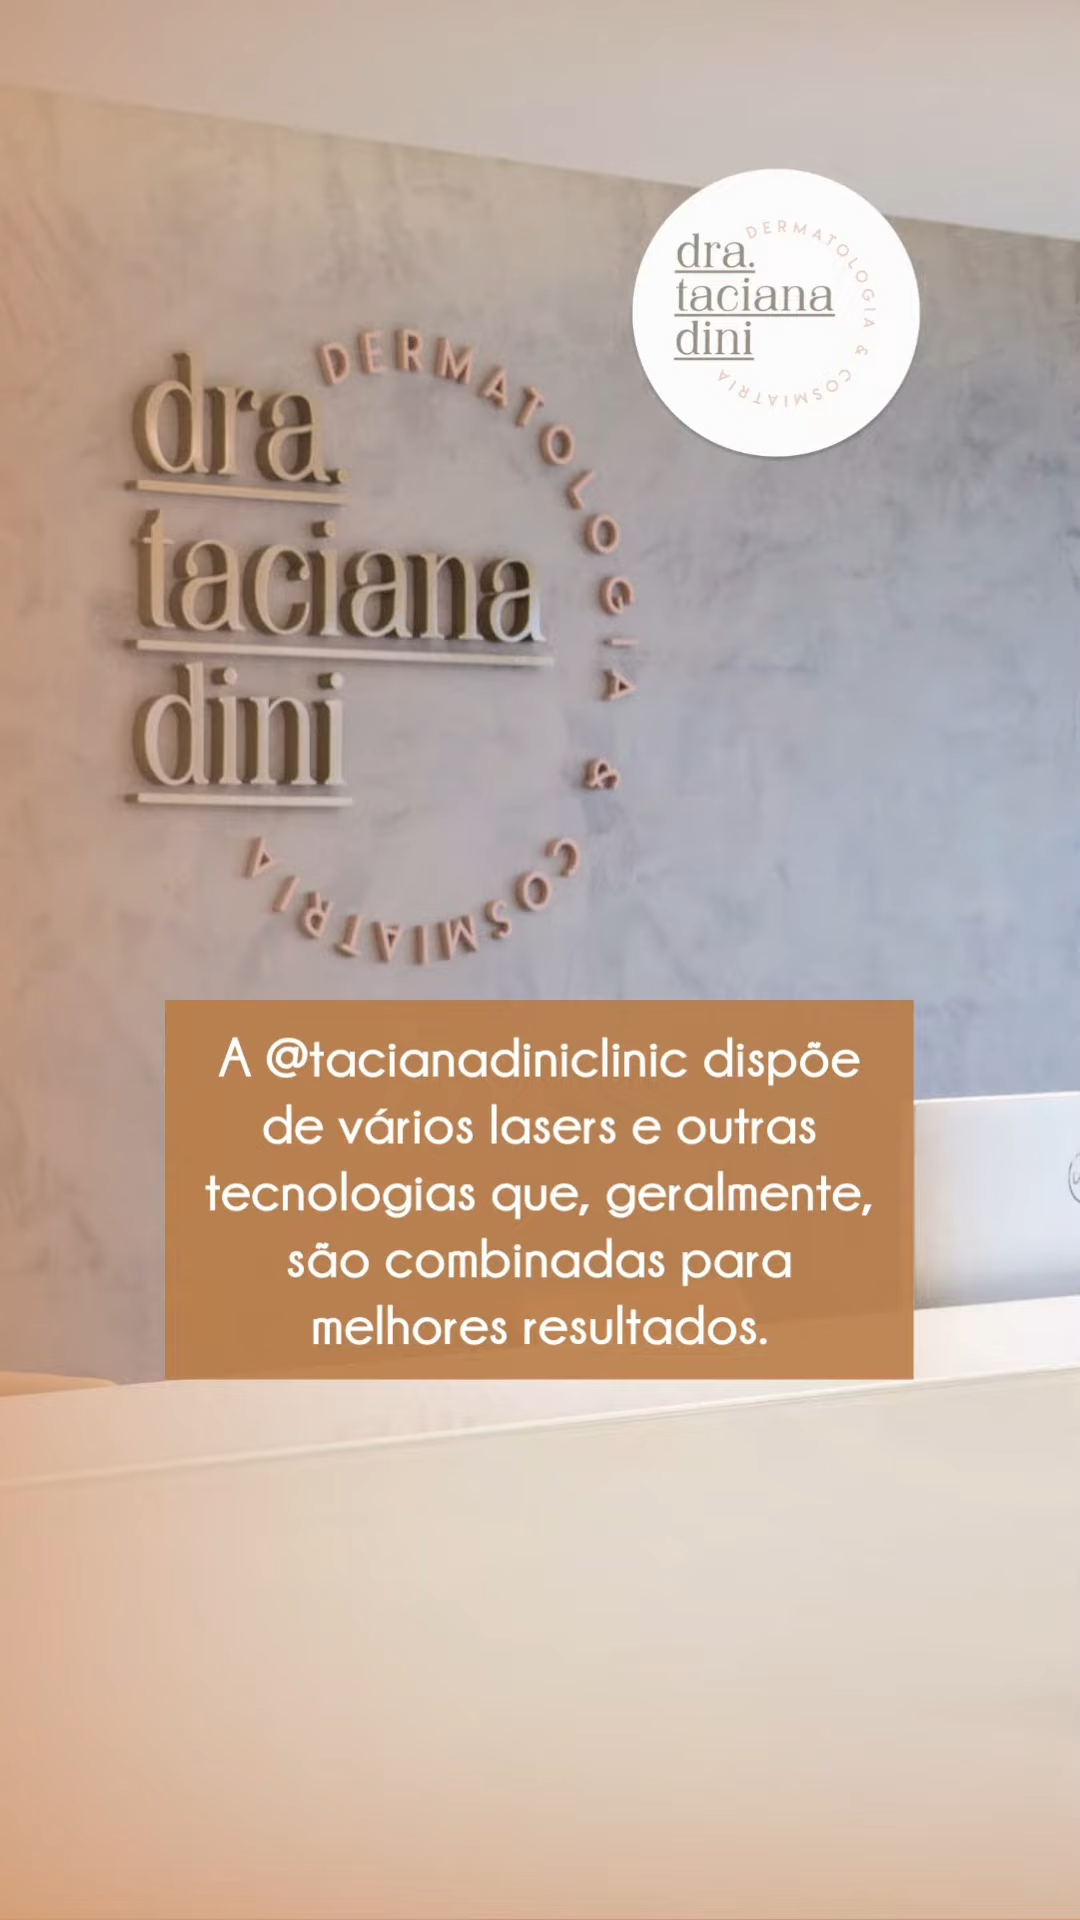 dra.
taciana
dini
DERMATOLOGIA & COSMIATRIA
dra.
taciana
dini
DERMATOLOGIA & COSMIATRIA
A @tacianadiniclinic dispõe
de vários lasers e outras
tecnologias que, geralmente,
são combinadas para
melhores resultados.